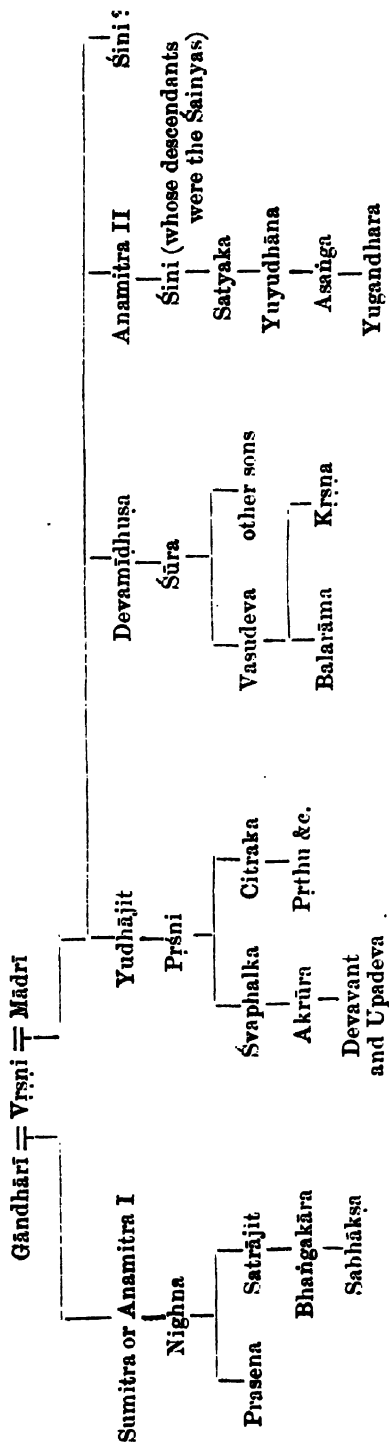 Gāndhārī = Vṛṣṇi = Mādrī
Sumitra or Anamitra I
Yudhājit
Devamīḍhuṣa
Anamitra II
Śini ?
Nighna
Pṛśni
Śūra
Śini (whose descendants
were the Śainyas)
Prasena
Satrājit
Śvaphalka
Citraka
Vasudeva
other sons
Satyaka
Bhaṅgakāra
Akrūra
Pṛthu &c.
Balarāma
Kṛṣṇa
Yuyudhāna
Sabhākṣa
Devavant
and Upadeva
Asaṅga
Yugandhara